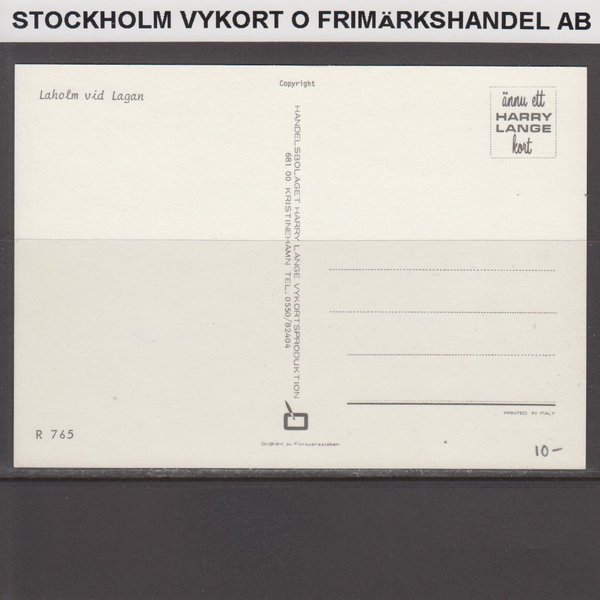 STOCKHOLM VYKORT O FRIMÄRKSHANDEL AB
Laholm vid Lagan
Copyright
ännu ett
HARRY
LANGE
kort
HANDELSBOLAGET HARRY LANGE VYKORTSPRODUKTION
681 00 KRISTINEHAMN TEL. 0550/82404
PRINTED IN ITALY
R 765
Godkänt av Försvarsstaben
10-